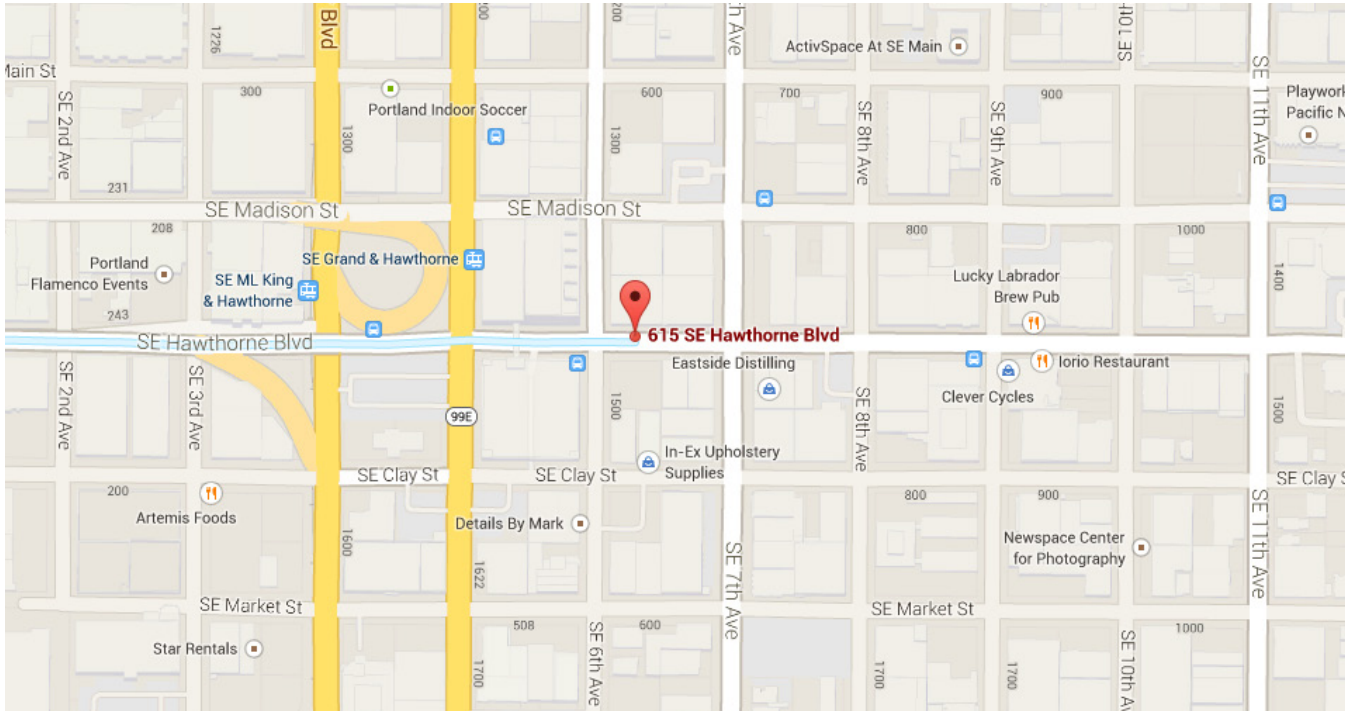 Blvd
1226
200
200
7th Ave
ActivSpace At SE Main
SE 10th
Main St
300
Portland Indoor Soccer
600
700
900
SE 11th Ave
Playwork
Pacific N
SE 2nd Ave
1300
1300
SE 8th Ave
SE 9th Ave
231
SE Madison St
SE Madison St
208
800
1000
Portland
Flamenco Events
SE Grand & Hawthorne
SE ML King
& Hawthorne
Lucky Labrador
Brew Pub
1400
243
SE Hawthorne Blvd
615 SE Hawthorne Blvd
Eastside Distilling
Iorio Restaurant
Clever Cycles
SE 2nd Ave
SE 3rd Ave
99E
1500
SE 8th Ave
1500
In-Ex Upholstery
Supplies
SE Clay St
SE Clay St
SE Clay S
200
Artemis Foods
800
900
Details By Mark
1600
Newspace Center
for Photography
SE 11th Ave
1622
SE 7th Ave
SE Market St
SE Market St
508
600
1000
Star Rentals
SE 6th Ave
1700
1700
1700
SE 10th Ave